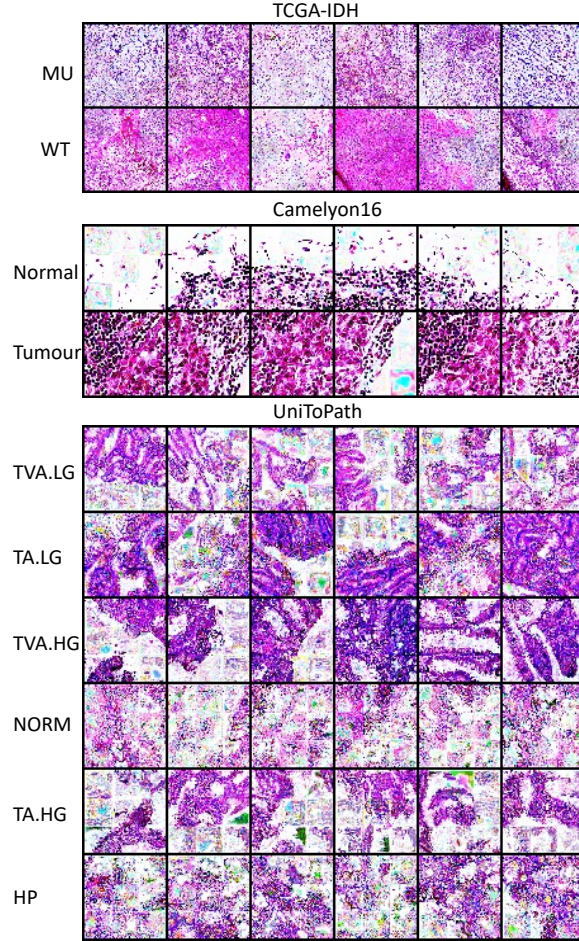 TCGA-IDH
MU
WT
Camelyon16
Normal
Tumour
UniToPath
TVA.LG
TA.LG
TVA.HG
NORM
TA.HG
HP